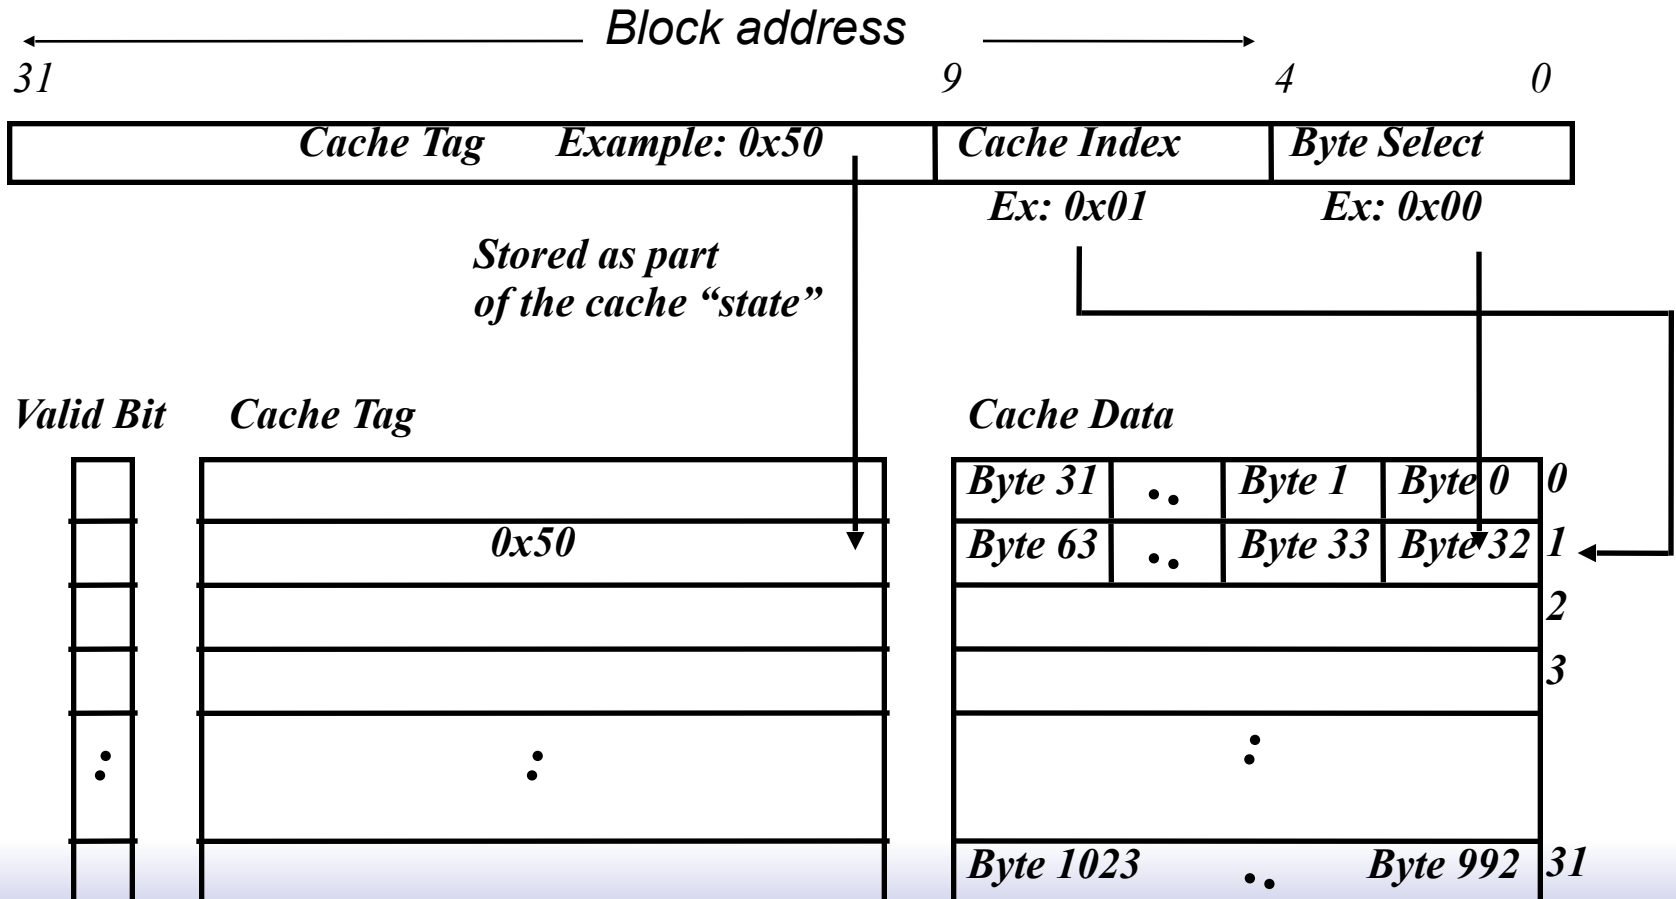 Block address
31 9 4 0
Cache Tag Example: 0x50 Cache Index Byte Select
Ex: 0x01 Ex: 0x00
Stored as part
of the cache “state”
Valid Bit Cache Tag Cache Data
Byte 31 .. Byte 1 Byte 0 0
0x50 Byte 63 .. Byte 33 Byte 32 1
2
3
: : :
Byte 1023 .. Byte 992 31